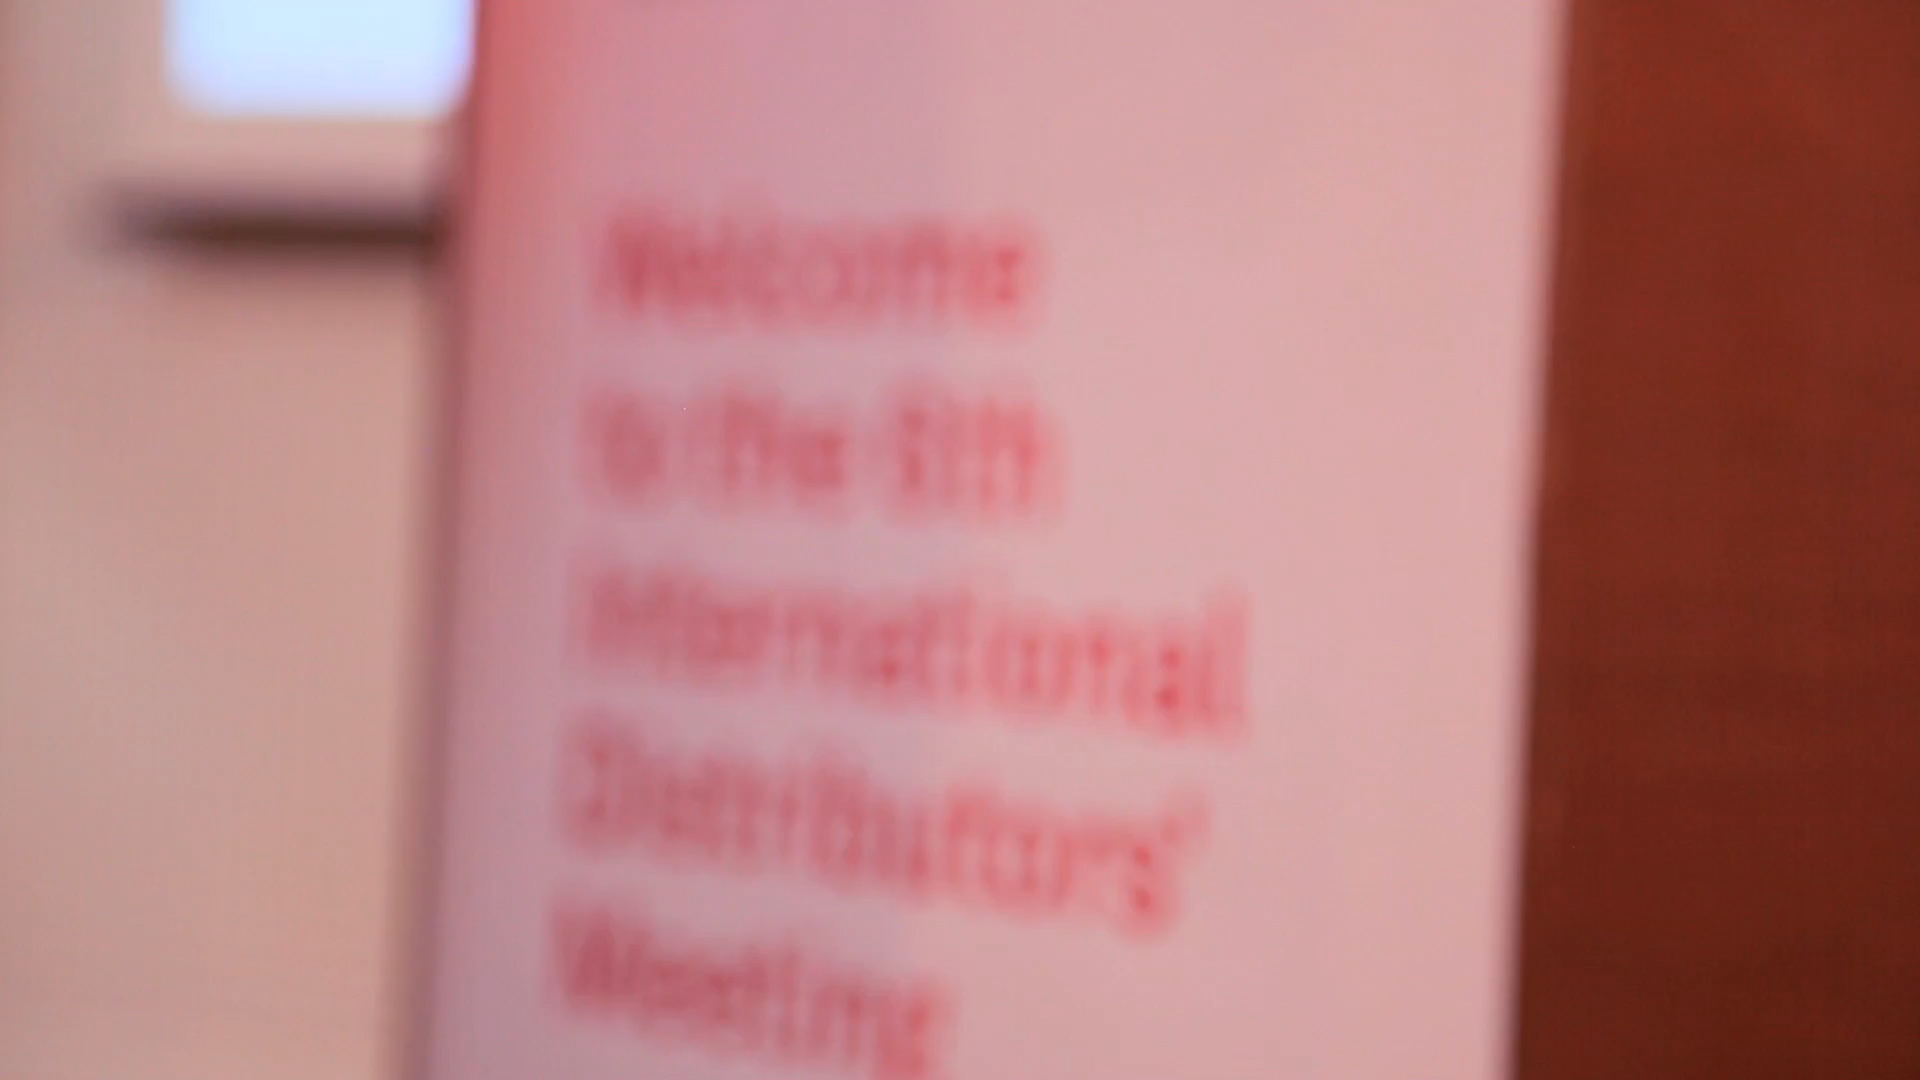 Welcome
to the
International
Distributors'
Meeting